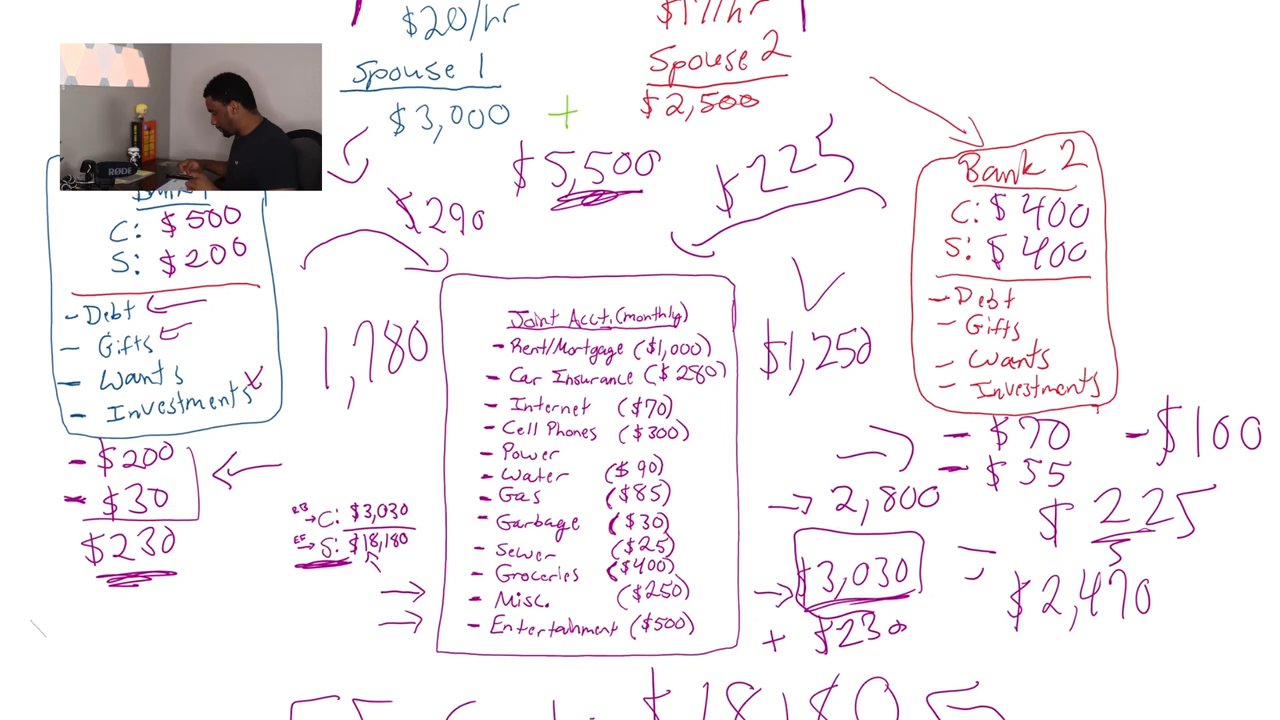 $20/hr
$17/hr
Spouse 1
$3,000
+
Spouse 2
$2,500
$5,500
$225
$290
RØDE
C: $500
S: $200
- Debt
- Gifts
- Wants
- Investments
- $200
- $30
$230
1,780
Joint Acct. (monthly)
- Rent/Mortgage ($1,000)
- Car Insurance ($280)
- Internet ($70)
- Cell Phones ($300)
- Power
- Water ($90)
- Gas ($85)
- Garbage ($30)
- Sewer ($25)
- Groceries ($400)
- Misc. ($250)
- Entertainment ($500)
C: $3,030
EF S: $18,180
$1,250
Bank 2
C: $400
S: $400
- Debt
- Gifts
- Wants
- Investments
- $70 - $100
- $55
$225
2,800
$3,030
+ $230
= $2,470
$18,180